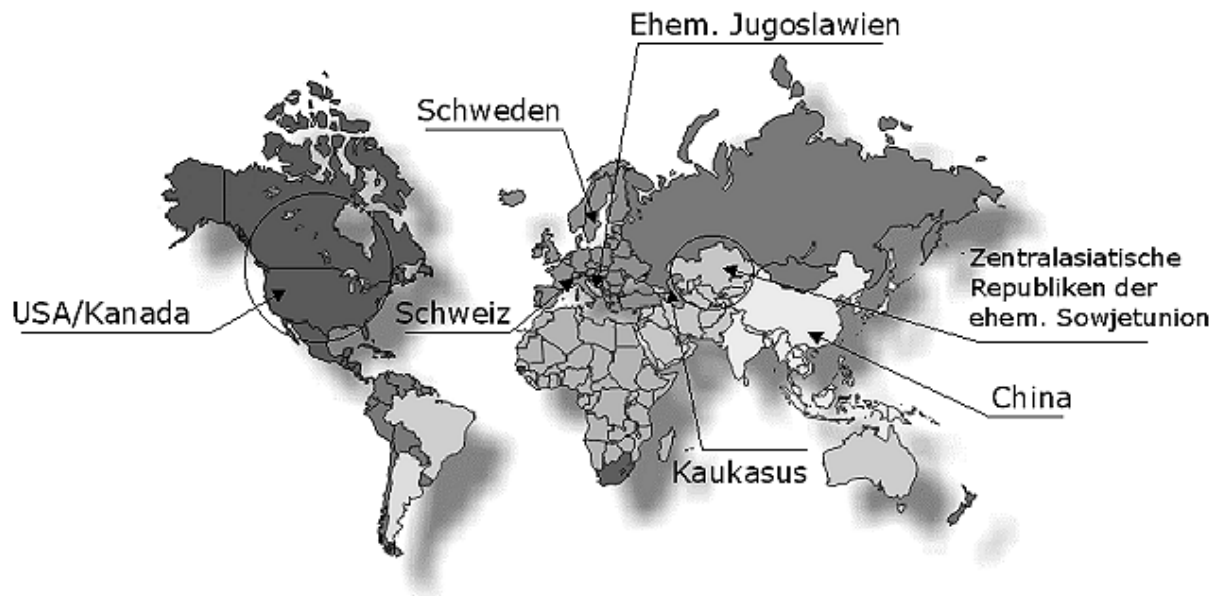 Ehem. Jugoslawien
Schweden
Zentralasiatische
Republiken der
ehem. Sowjetunion
USA/Kanada
Schweiz
China
Kaukasus